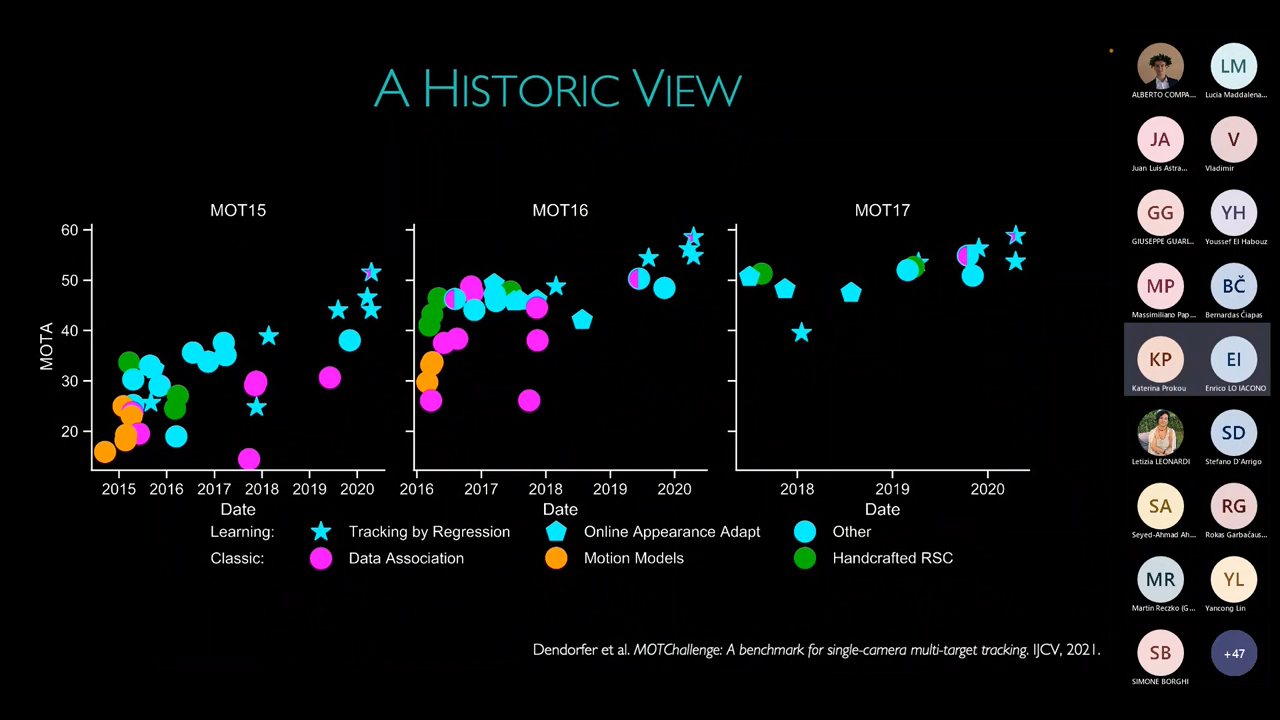 A HISTORIC VIEW
MOT15
MOT16
MOT17
MOTA
60
50
40
30
20
2015 2016 2017 2018 2019 2020
2016 2017 2018 2019 2020
2018 2019 2020
Date
Date
Date
Learning: Tracking by Regression Online Appearance Adapt Other
Classic: Data Association Motion Models Handcrafted RSC
Dendorfer et al. MOTChallenge: A benchmark for single-camera multi-target tracking. IJCV, 2021.
LM
ALBERTO COMPA... Lucia Maddalena...
JA V
Juan Luis Astra... Vladimir
GG YH
GIUSEPPE GUARI... Youssef El Habouz
MP BČ
Massimiliano Pap... Bernardas Čiapas
KP EI
Katerina Prokou Enrico LO IACONO
SD
Letizia LEONARDI Stefano D'Arrigo
SA RG
Seyed-Ahmad Ah... Rokas Garbačaus...
MR YL
Martin Reczko (G... Yancong Lin
SB +47
SIMONE BORGHI